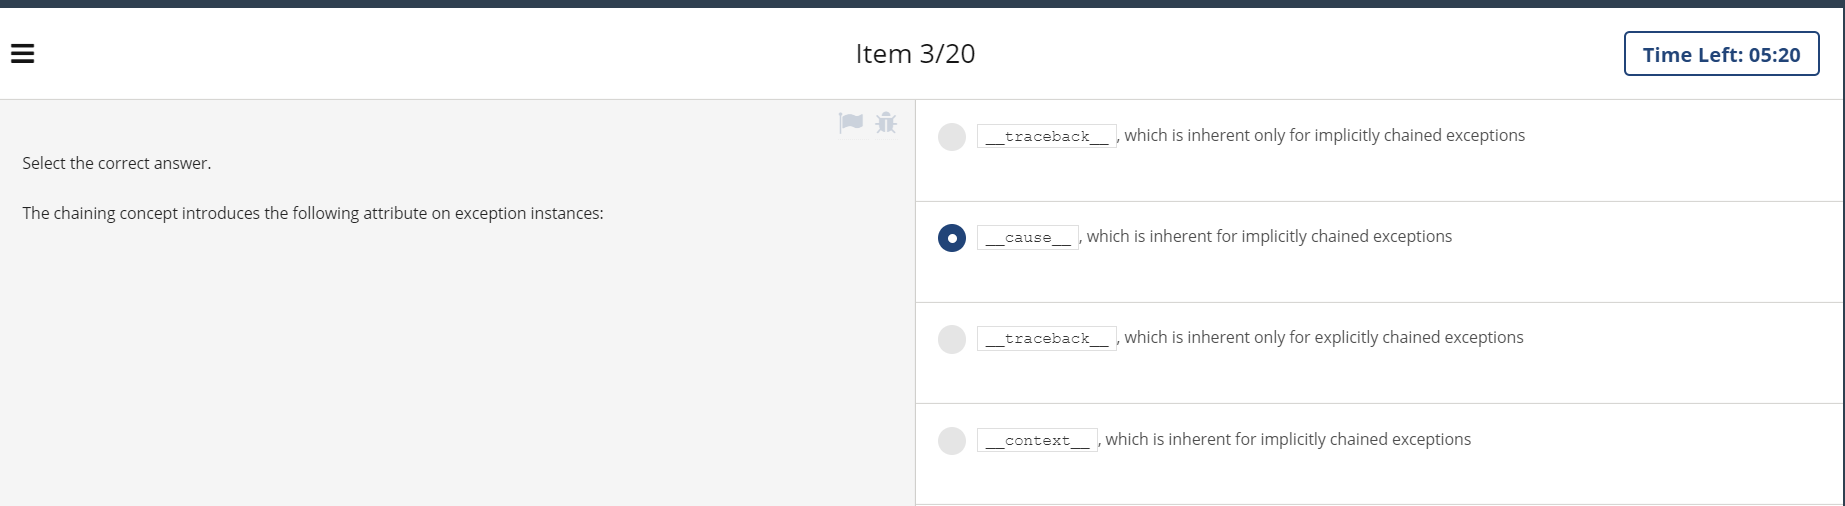 Item 3/20
Time Left: 05:20
Select the correct answer.
The chaining concept introduces the following attribute on exception instances:
__traceback__ , which is inherent only for implicitly chained exceptions
__cause__ , which is inherent for implicitly chained exceptions
__traceback__ , which is inherent only for explicitly chained exceptions
__context__ , which is inherent for implicitly chained exceptions